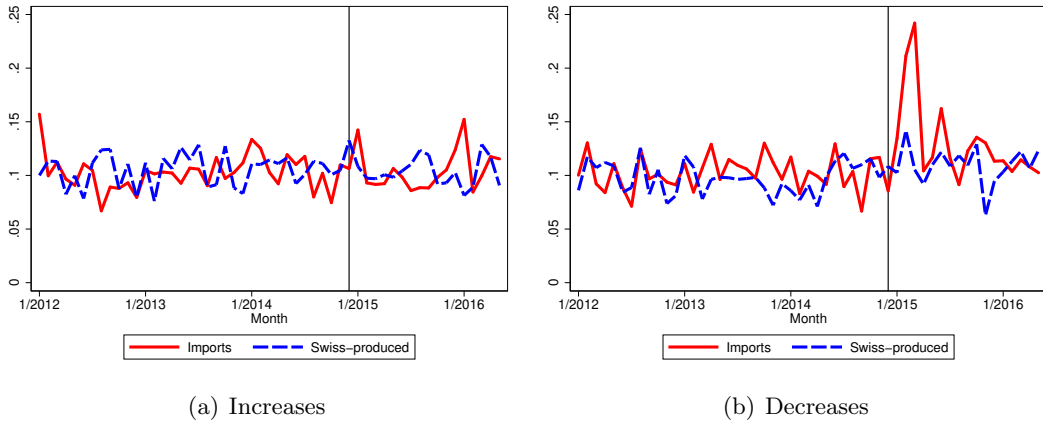 0
.05
.1
.15
.2
.25
1/2012
1/2013
1/2014
1/2015
1/2016
Month
Imports
Swiss−produced
(a) Increases
0
.05
.1
.15
.2
.25
1/2012
1/2013
1/2014
1/2015
1/2016
Month
Imports
Swiss−produced
(b) Decreases